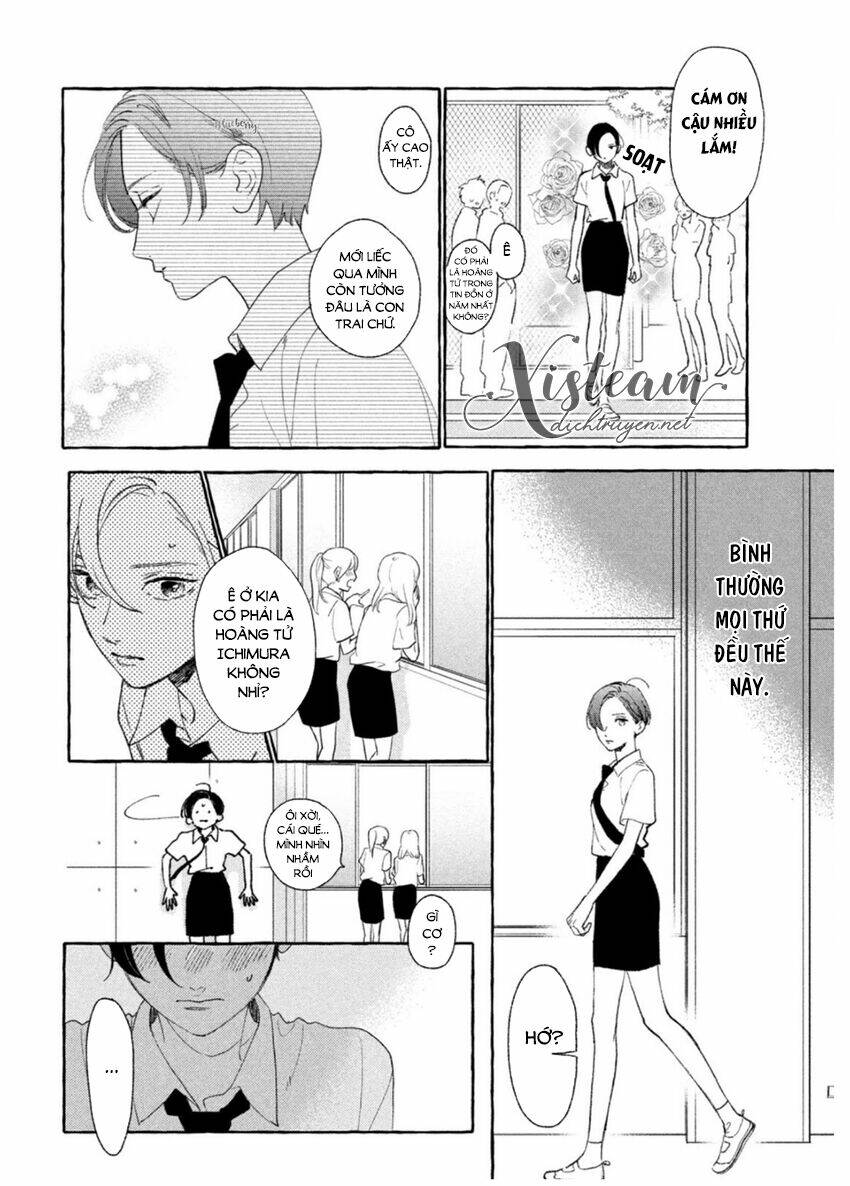 CÁM ƠN
CẬU NHIỀU
LẮM!
SOẠT
Ê
ĐÓ
CÓ PHẢI
LÀ HOÀNG
TỬ TRONG
TIN ĐỒN Ở
NĂM NHẤT
KHÔNG?
CÔ
ẤY CAO
THẬT.
MỚI LIẾC
QUA MÌNH
CÒN TƯỞNG
ĐÂU LÀ CON
TRAI CHỨ.
Xisteam
dichtruyen.net
BÌNH
THƯỜNG
MỌI THỨ
ĐỀU THẾ
NÀY.
HỚ?
Ê Ở KIA
CÓ PHẢI LÀ
HOÀNG TỬ
ICHIMURA
KHÔNG
NHỈ?
ÔI XỜI,
CÁI QUÉ...
MÌNH NHÌN
NHẦM
RỒI
GÌ
CƠ
?
...